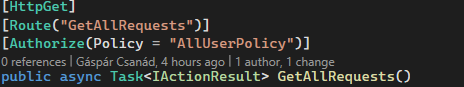 [HttpGet]
[Route("GetAllRequests")]
[Authorize(Policy = "AllUserPolicy")]
0 references | Gáspár Csanád, 4 hours ago | 1 author, 1 change
public async Task<IActionResult> GetAllRequests()